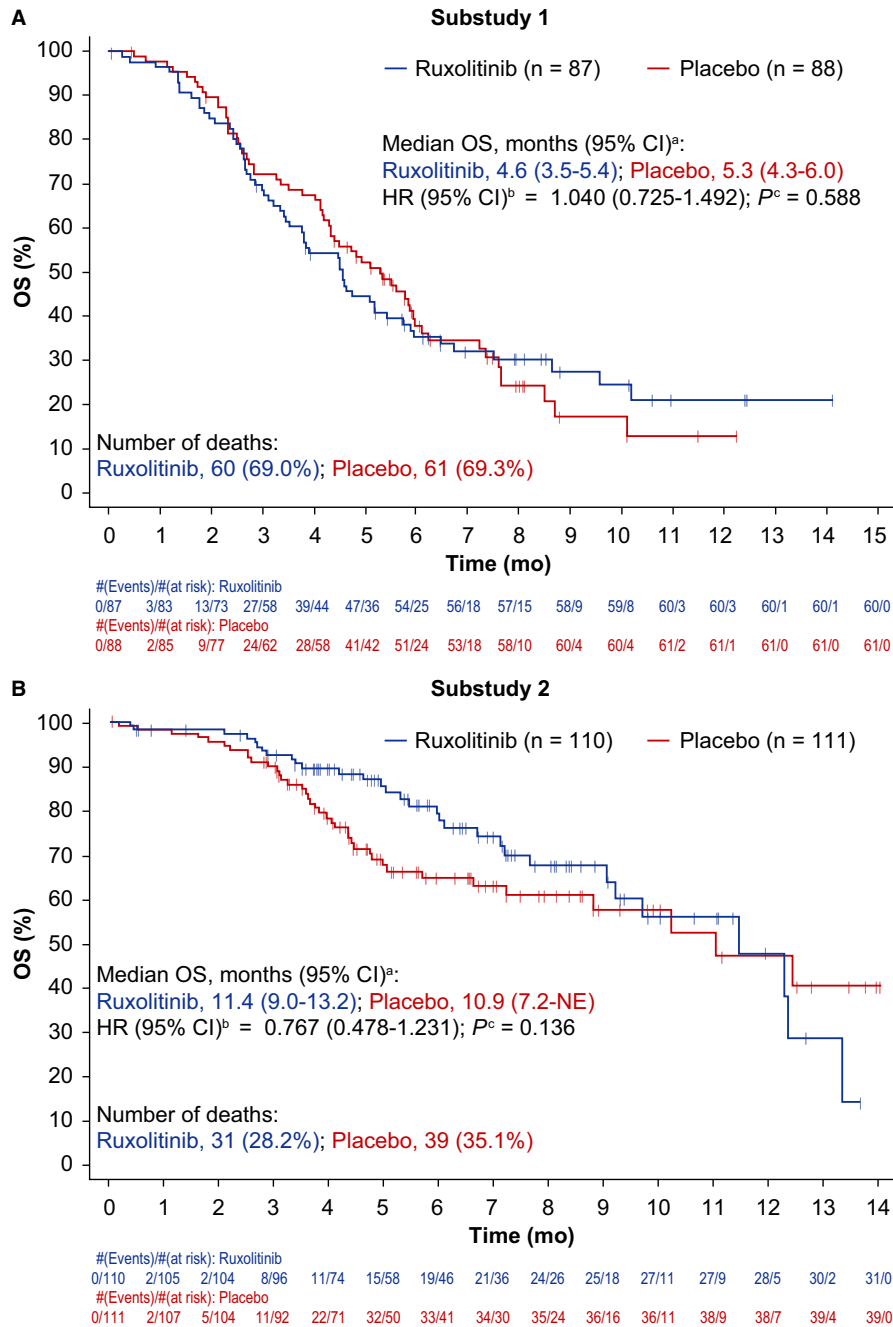 A
Substudy 1
100
90
80
70
60
50
40
30
20
10
0
OS (%)
Ruxolitinib (n = 87) Placebo (n = 88)
Median OS, months (95% CI)ᵃ:
Ruxolitinib, 4.6 (3.5-5.4); Placebo, 5.3 (4.3-6.0)
HR (95% CI)ᵇ = 1.040 (0.725-1.492); Pᶜ = 0.588
Number of deaths:
Ruxolitinib, 60 (69.0%); Placebo, 61 (69.3%)
0 1 2 3 4 5 6 7 8 9 10 11 12 13 14 15
Time (mo)
#(Events)/#(at risk): Ruxolitinib
0/87 3/83 13/73 27/58 39/44 47/36 54/25 56/18 57/15 58/9 59/8 60/3 60/3 60/1 60/1 60/0
#(Events)/#(at risk): Placebo
0/88 2/85 9/77 24/62 28/58 41/42 51/24 53/18 58/10 60/4 60/4 61/2 61/1 61/0 61/0 61/0
B
Substudy 2
100
90
80
70
60
50
40
30
20
10
0
OS (%)
Ruxolitinib (n = 110) Placebo (n = 111)
Median OS, months (95% CI)ᵃ:
Ruxolitinib, 11.4 (9.0-13.2); Placebo, 10.9 (7.2-NE)
HR (95% CI)ᵇ = 0.767 (0.478-1.231); Pᶜ = 0.136
Number of deaths:
Ruxolitinib, 31 (28.2%); Placebo, 39 (35.1%)
0 1 2 3 4 5 6 7 8 9 10 11 12 13 14
Time (mo)
#(Events)/#(at risk): Ruxolitinib
0/110 2/105 2/104 8/96 11/74 15/58 19/46 21/36 24/26 25/18 27/11 27/9 28/5 30/2 31/0
#(Events)/#(at risk): Placebo
0/111 2/107 5/104 11/92 22/71 32/50 33/41 34/30 35/24 36/16 36/11 38/9 38/7 39/4 39/0